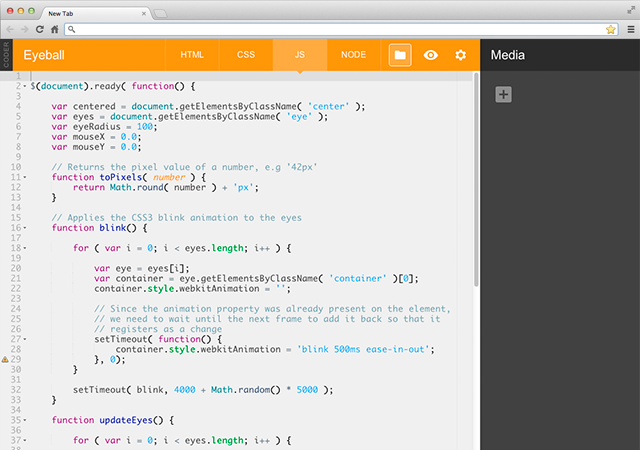 New Tab
CODER
Eyeball HTML CSS JS NODE Media
1
2 $(document).ready( function() {
3
4 var centered = document.getElementsByClassName( 'center' );
5 var eyes = document.getElementsByClassName( 'eye' );
6 var eyeRadius = 100;
7 var mouseX = 0.0;
8 var mouseY = 0.0;
9
10 // Returns the pixel value of a number, e.g '42px'
11 function toPixels( number ) {
12 return Math.round( number ) + 'px';
13 }
14
15 // Applies the CSS3 blink animation to the eyes
16 function blink() {
17
18 for ( var i = 0; i < eyes.length; i++ ) {
19
20 var eye = eyes[i];
21 var container = eye.getElementsByClassName( 'container' )[0];
22 container.style.webkitAnimation = '';
23
24 // Since the animation property was already present on the element,
25 // we need to wait until the next frame to add it back so that it
26 // registers as a change
27 setTimeout( function() {
28 container.style.webkitAnimation = 'blink 500ms ease-in-out';
29 }, 0);
30 }
31
32 setTimeout( blink, 4000 + Math.random() * 5000 );
33 }
34
35 function updateEyes() {
36
37 for ( var i = 0; i < eyes.length; i++ ) {